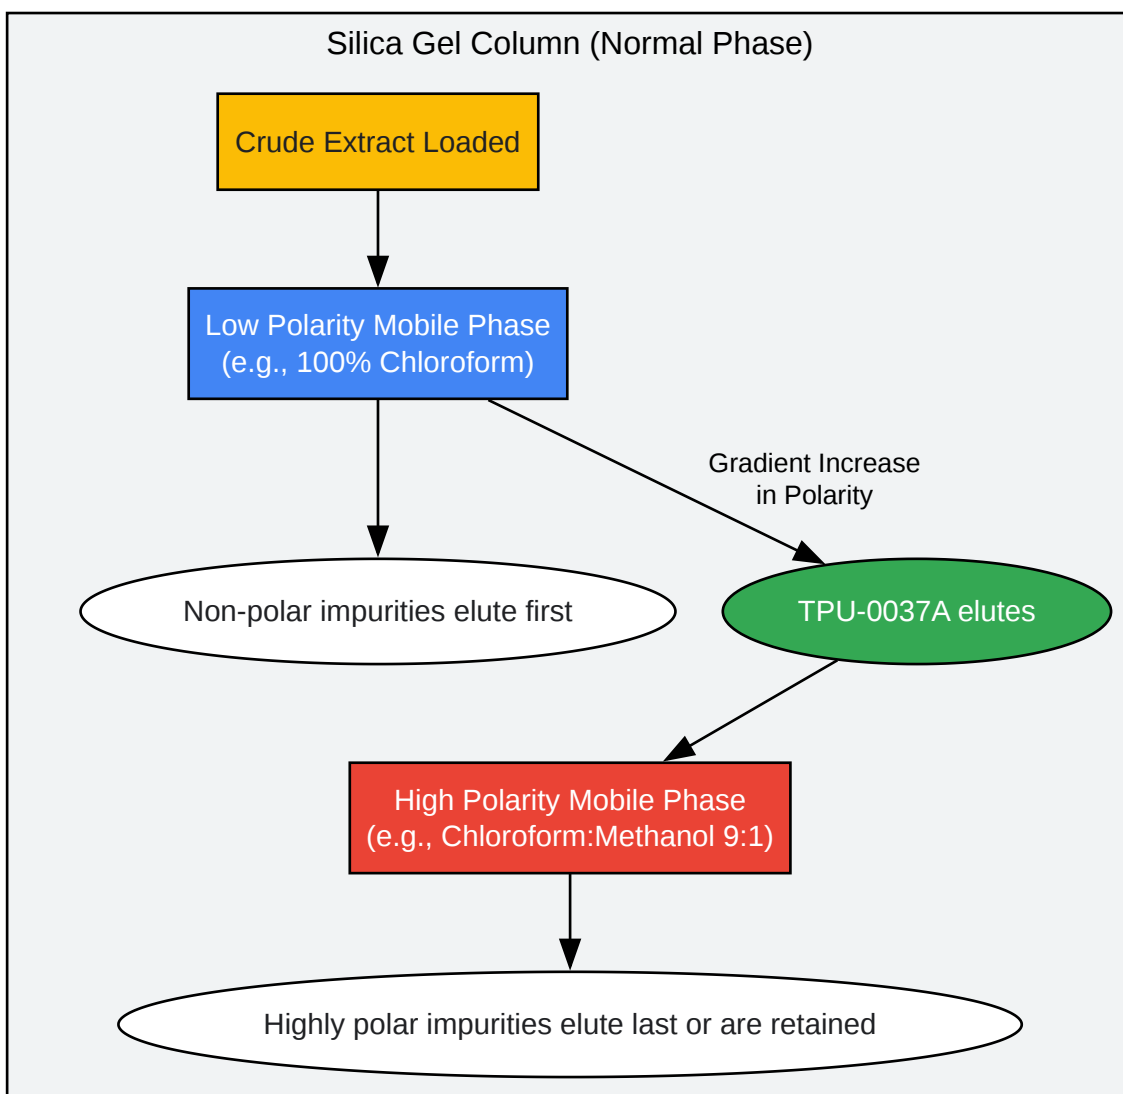 Silica Gel Column (Normal Phase)
Crude Extract Loaded
Low Polarity Mobile Phase
(e.g., 100% Chloroform)
Gradient Increase
in Polarity
Non-polar impurities elute first
TPU-0037A elutes
High Polarity Mobile Phase
(e.g., Chloroform:Methanol 9:1)
Highly polar impurities elute last or are retained